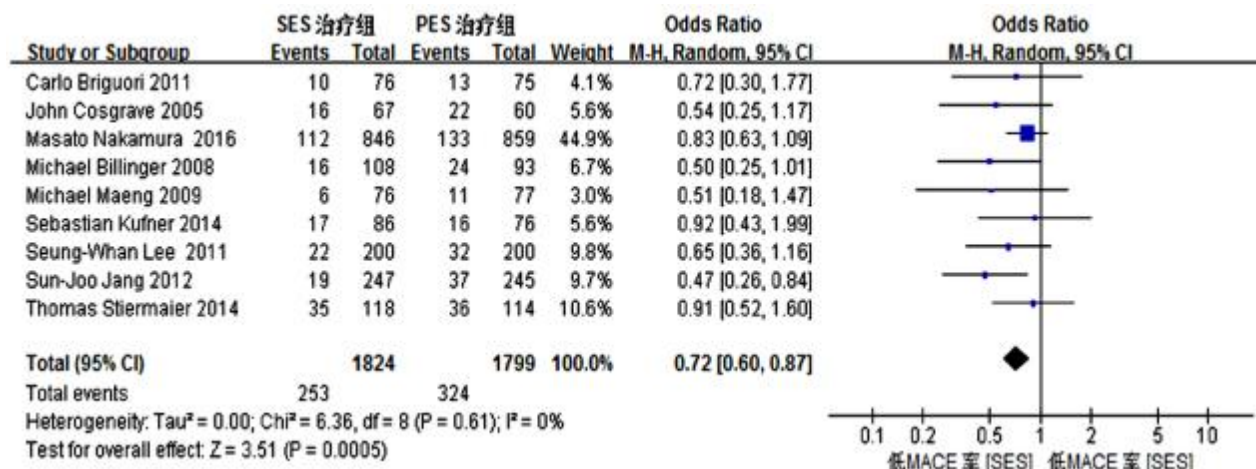 SES 治疗组 PES 治疗组 Odds Ratio Odds Ratio
Study or Subgroup Events Total Events Total Weight M-H, Random, 95% CI M-H, Random, 95% CI
Carlo Briguori 2011 10 76 13 75 4.1% 0.72 [0.30, 1.77]
John Cosgrave 2005 16 67 22 60 5.6% 0.54 [0.25, 1.17]
Masato Nakamura 2016 112 846 133 859 44.9% 0.83 [0.63, 1.09]
Michael Billinger 2008 16 108 24 93 6.7% 0.50 [0.25, 1.01]
Michael Maeng 2009 6 76 11 77 3.0% 0.51 [0.18, 1.47]
Sebastian Kufner 2014 17 86 16 76 5.6% 0.92 [0.43, 1.99]
Seung-Whan Lee 2011 22 200 32 200 9.8% 0.65 [0.36, 1.16]
Sun-Joo Jang 2012 19 247 37 245 9.7% 0.47 [0.26, 0.84]
Thomas Stiermaier 2014 35 118 36 114 10.6% 0.91 [0.52, 1.60]
Total (95% CI) 1824 1799 100.0% 0.72 [0.60, 0.87]
Total events 253 324
Heterogeneity: Tau² = 0.00; Chi² = 6.36, df = 8 (P = 0.61); I² = 0%
Test for overall effect: Z = 3.51 (P = 0.0005)
0.1 0.2 0.5 1 2 5 10
低MACE 率 [SES] 低MACE 率 [SES]